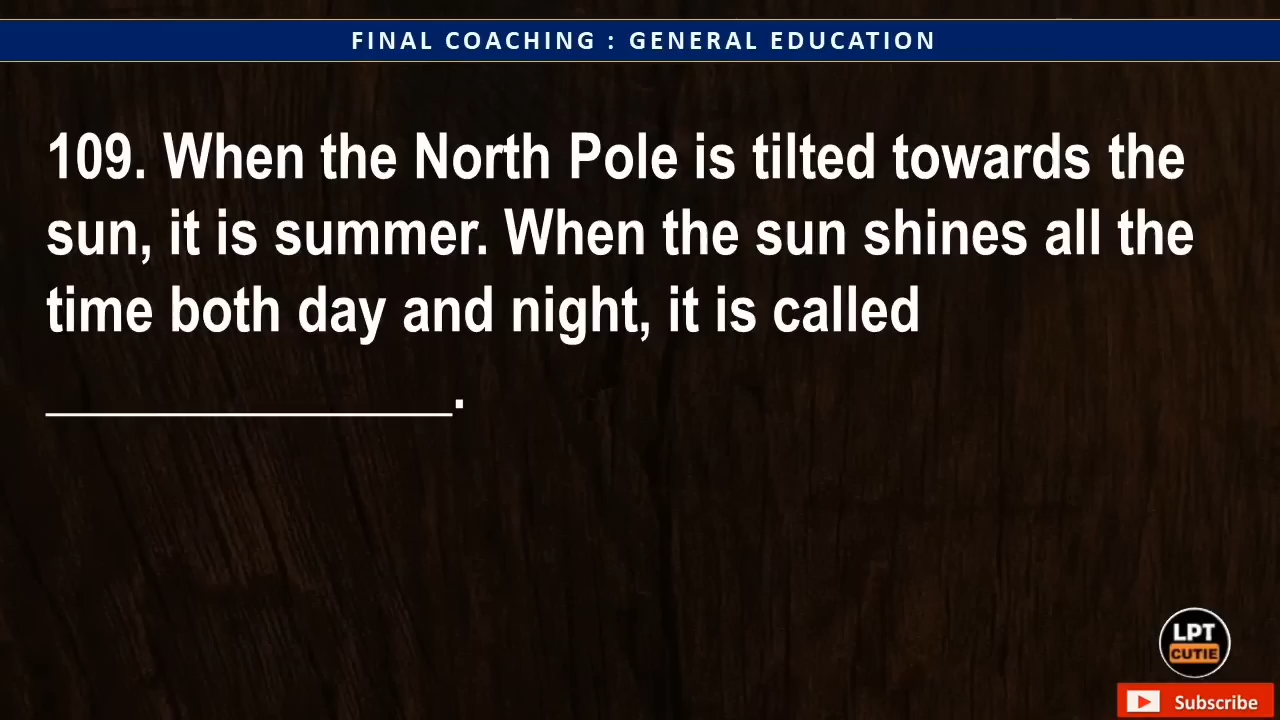 FINAL COACHING : GENERAL EDUCATION
109. When the North Pole is tilted towards the
sun, it is summer. When the sun shines all the
time both day and night, it is called
_______________.
LPT
CUTIE
Subscribe